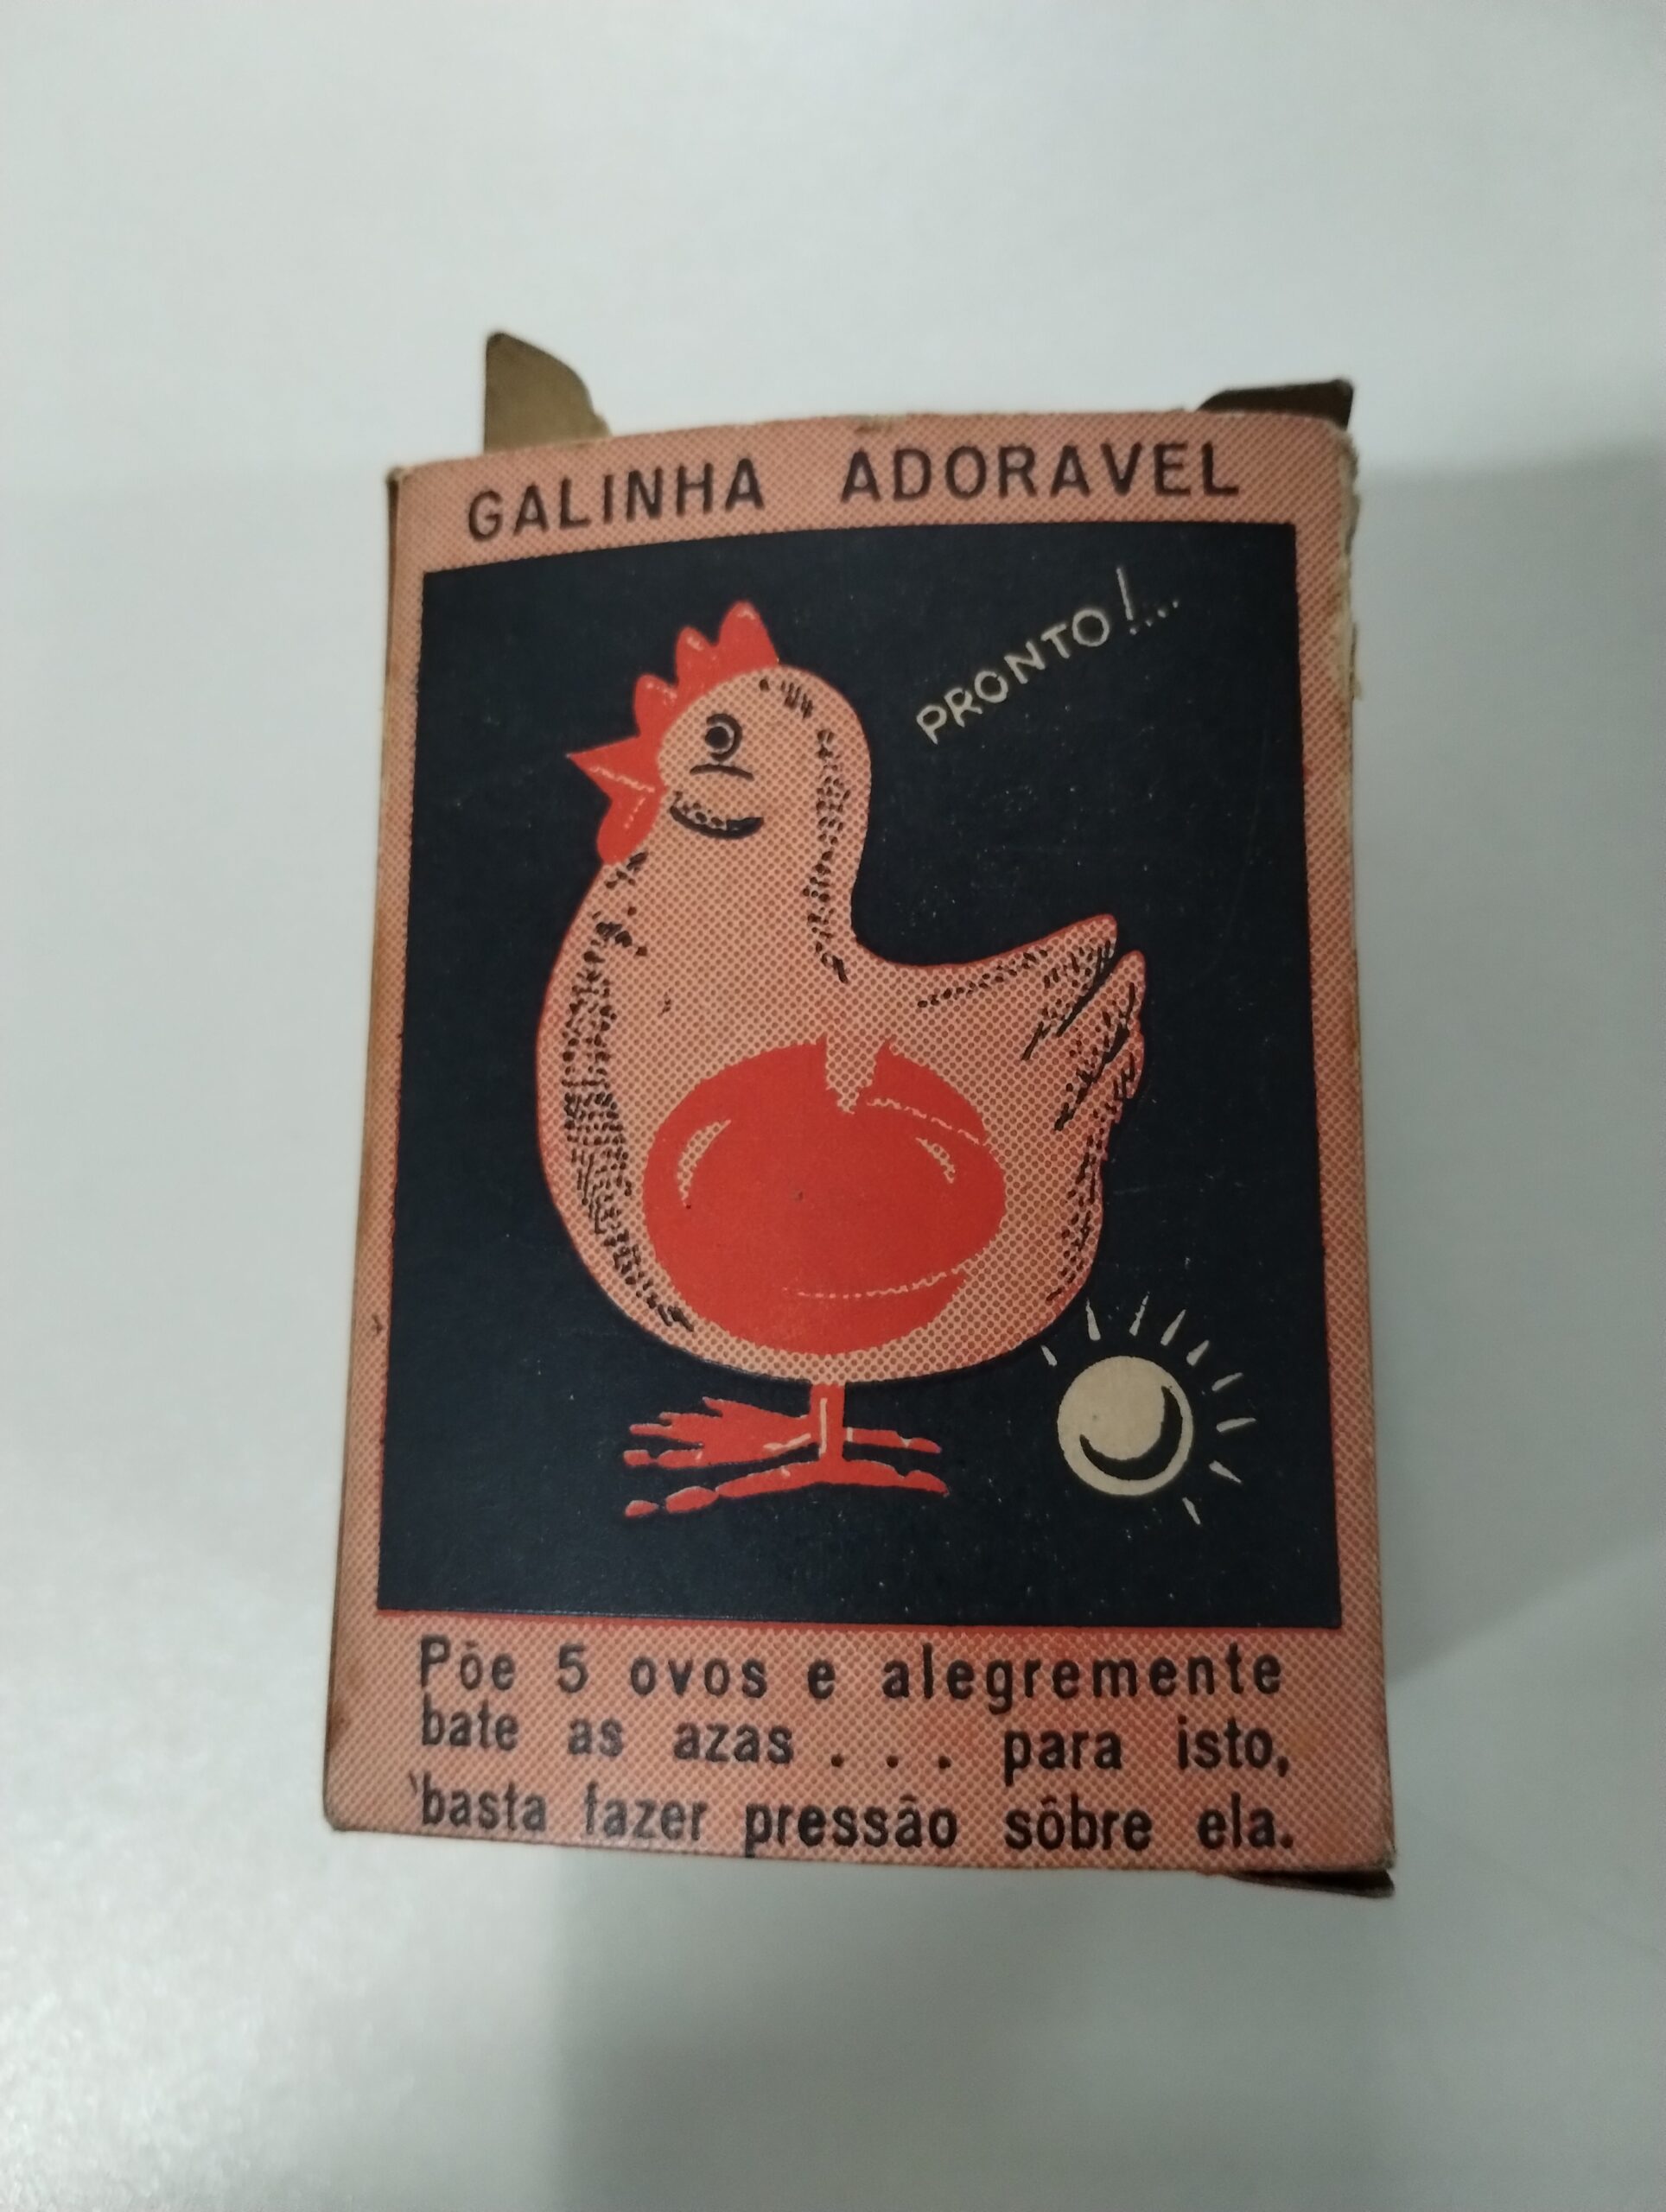 GALINHA ADORAVEL
PRONTO!...
Põe 5 ovos e alegremente
bate as azas . . . para isto,
basta fazer pressão sôbre ela.